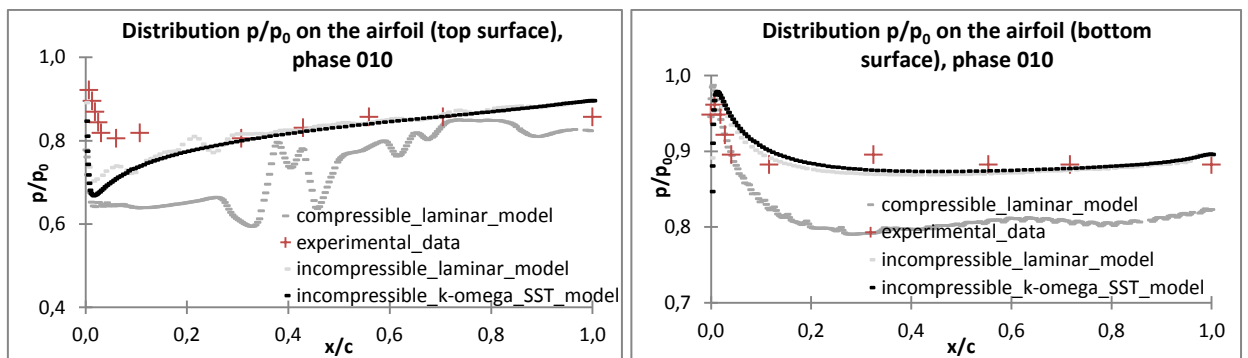 Distribution p/p0 on the airfoil (top surface),
phase 010
1,0
0,8
0,6
0,4
p/p0
0,0 0,2 0,4 0,6 0,8 1,0
x/c
compressible_laminar_model
experimental_data
incompressible_laminar_model
incompressible_k-omega_SST_model
Distribution p/p0 on the airfoil (bottom
surface), phase 010
1,0
0,9
0,8
0,7
p/p0
0,0 0,2 0,4 0,6 0,8 1,0
x/c
compressible_laminar_model
experimental_data
incompressible_laminar_model
incompressible_k-omega_SST_model